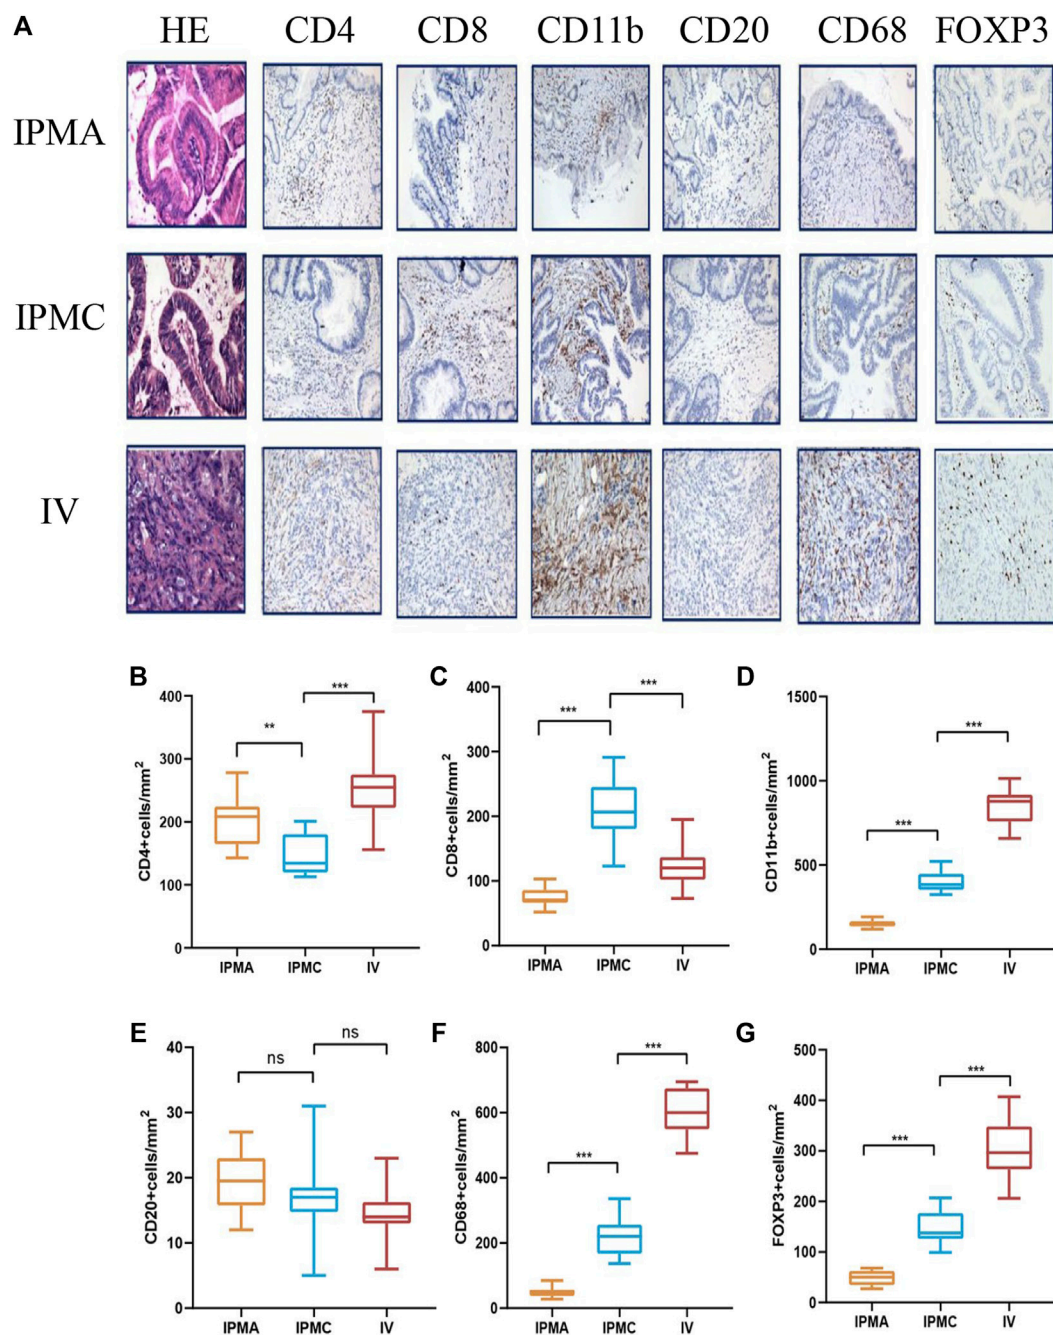 A
HE CD4 CD8 CD11b CD20 CD68 FOXP3
IPMA
IPMC
IV
B
CD4+cells/mm²
400
300
200
100
0
**
***
IPMA IPMC IV
C
CD8+cells/mm²
400
300
200
100
0
***
***
IPMA IPMC IV
D
CD11b+cells/mm²
1500
1000
500
0
***
***
IPMA IPMC IV
E
CD20+cells/mm²
40
30
20
10
0
ns
ns
IPMA IPMC IV
F
CD68+cells/mm²
800
600
400
200
0
***
***
IPMA IPMC IV
G
FOXP3+cells/mm²
500
400
300
200
100
0
***
***
IPMA IPMC IV